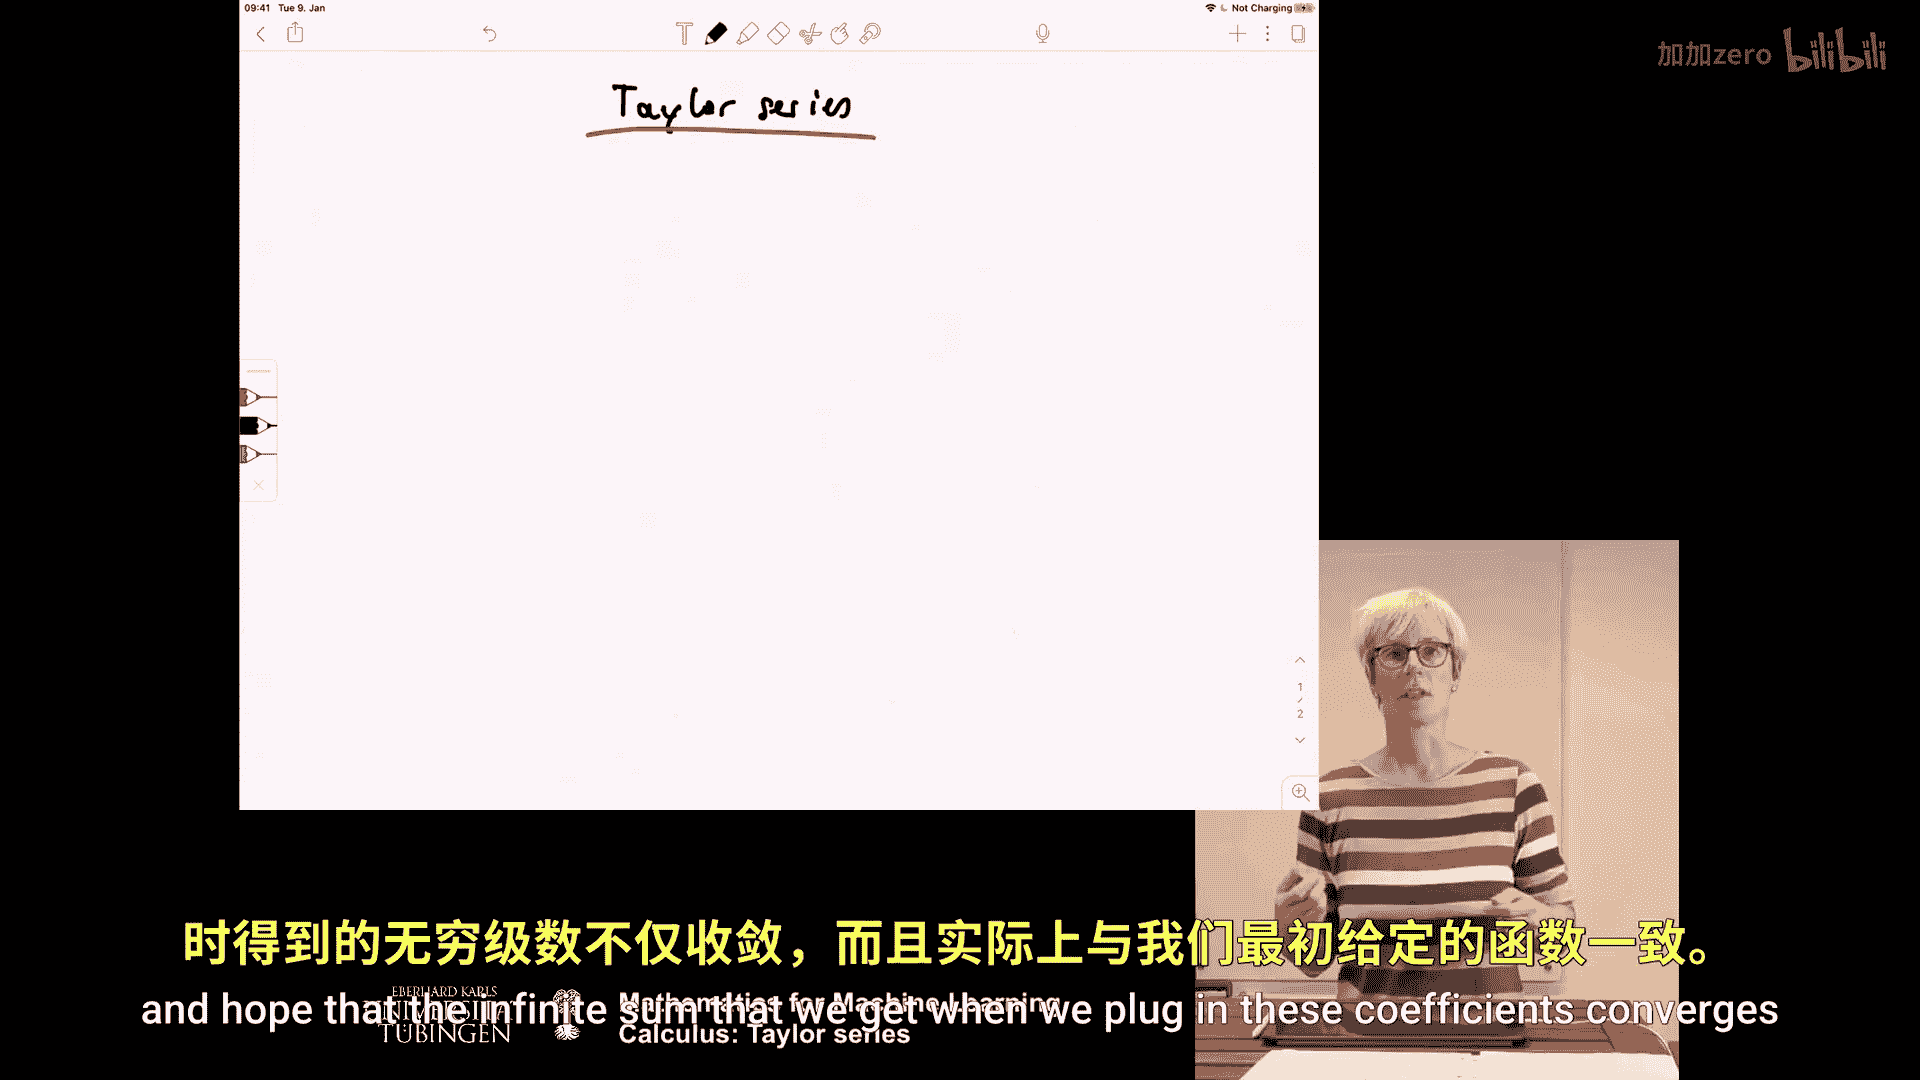 09:41 Tue 9. Jan
Not Charging
加加zero bilibili
Taylor series
1
2
时得到的无穷级数不仅收敛，而且实际上与我们最初给定的函数一致。
and hope that the infinite sum that we get when we plug in these coefficients converges
EBERHARD KARLS
UNIVERSITÄT
TÜBINGEN
Mathematics for Machine Learning
Calculus: Taylor series